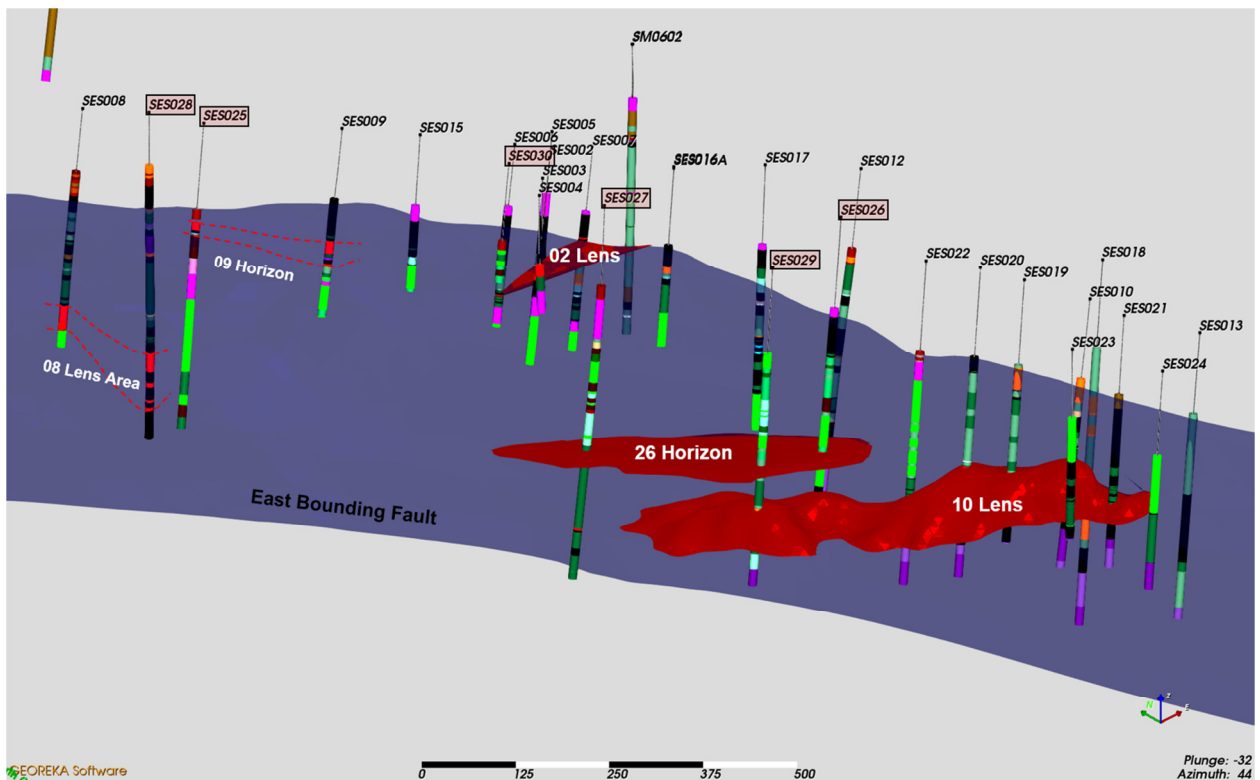 SM0602
SES008
SES028
SES025
SES009
SES015
SES005
SES006
SES002
SES007
SES030
SES003
SES004
SES027
SES016A
SES017
SES012
SES026
SES029
SES022
SES020
SES019
SES018
SES010
SES021
SES013
SES023
SES024
02 Lens
09 Horizon
08 Lens Area
26 Horizon
10 Lens
East Bounding Fault
Z
N
E
GEOREKA Software
0 125 250 375 500
Plunge: -32
Azimuth: 44